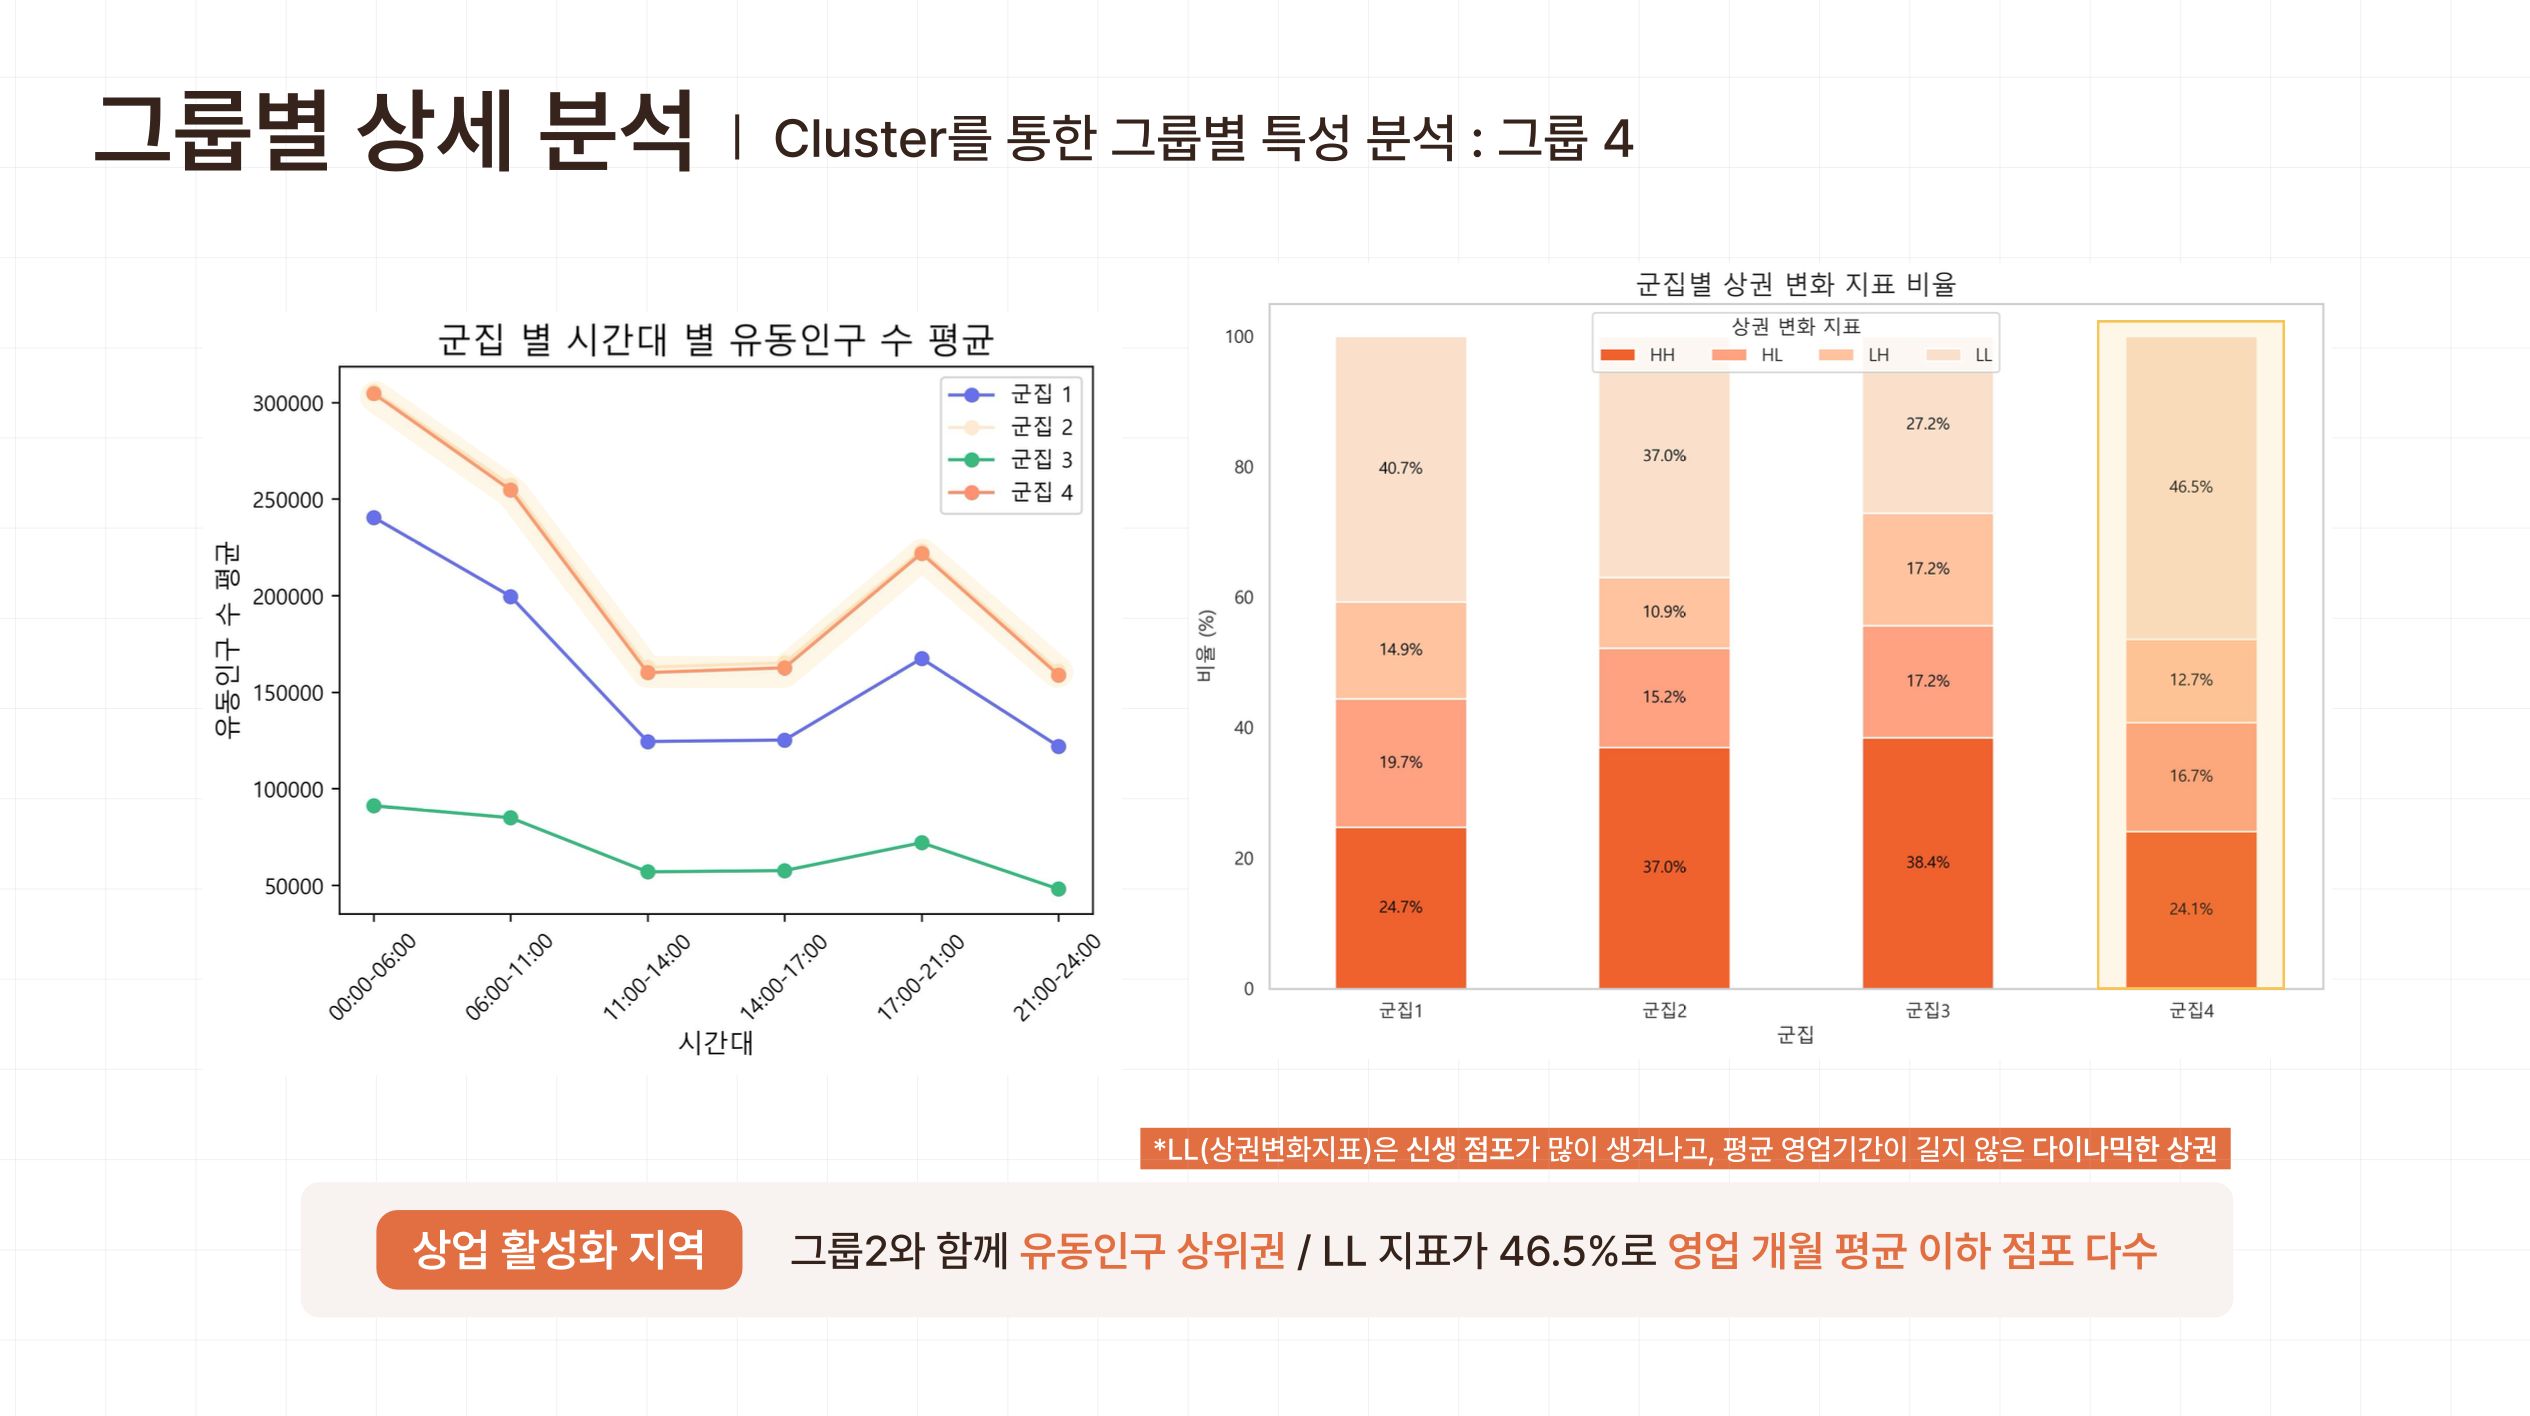 그룹별 상세 분석 | Cluster를 통한 그룹별 특성 분석 : 그룹 4
군집 별 시간대 별 유동인구 수 평균
유동인구 수 평균
300000
250000
200000
150000
100000
50000
군집 1
군집 2
군집 3
군집 4
00:00-06:00
06:00-11:00
11:00-14:00
14:00-17:00
17:00-21:00
21:00-24:00
시간대
군집별 상권 변화 지표 비율
상권 변화 지표
HH HL LH LL
비율 (%)
100
80
60
40
20
0
40.7%
14.9%
19.7%
24.7%
37.0%
10.9%
15.2%
37.0%
27.2%
17.2%
17.2%
38.4%
46.5%
12.7%
16.7%
24.1%
군집1 군집2 군집3 군집4
군집
*LL(상권변화지표)은 신생 점포가 많이 생겨나고, 평균 영업기간이 길지 않은 다이나믹한 상권
상업 활성화 지역
그룹2와 함께 유동인구 상위권 / LL 지표가 46.5%로 영업 개월 평균 이하 점포 다수